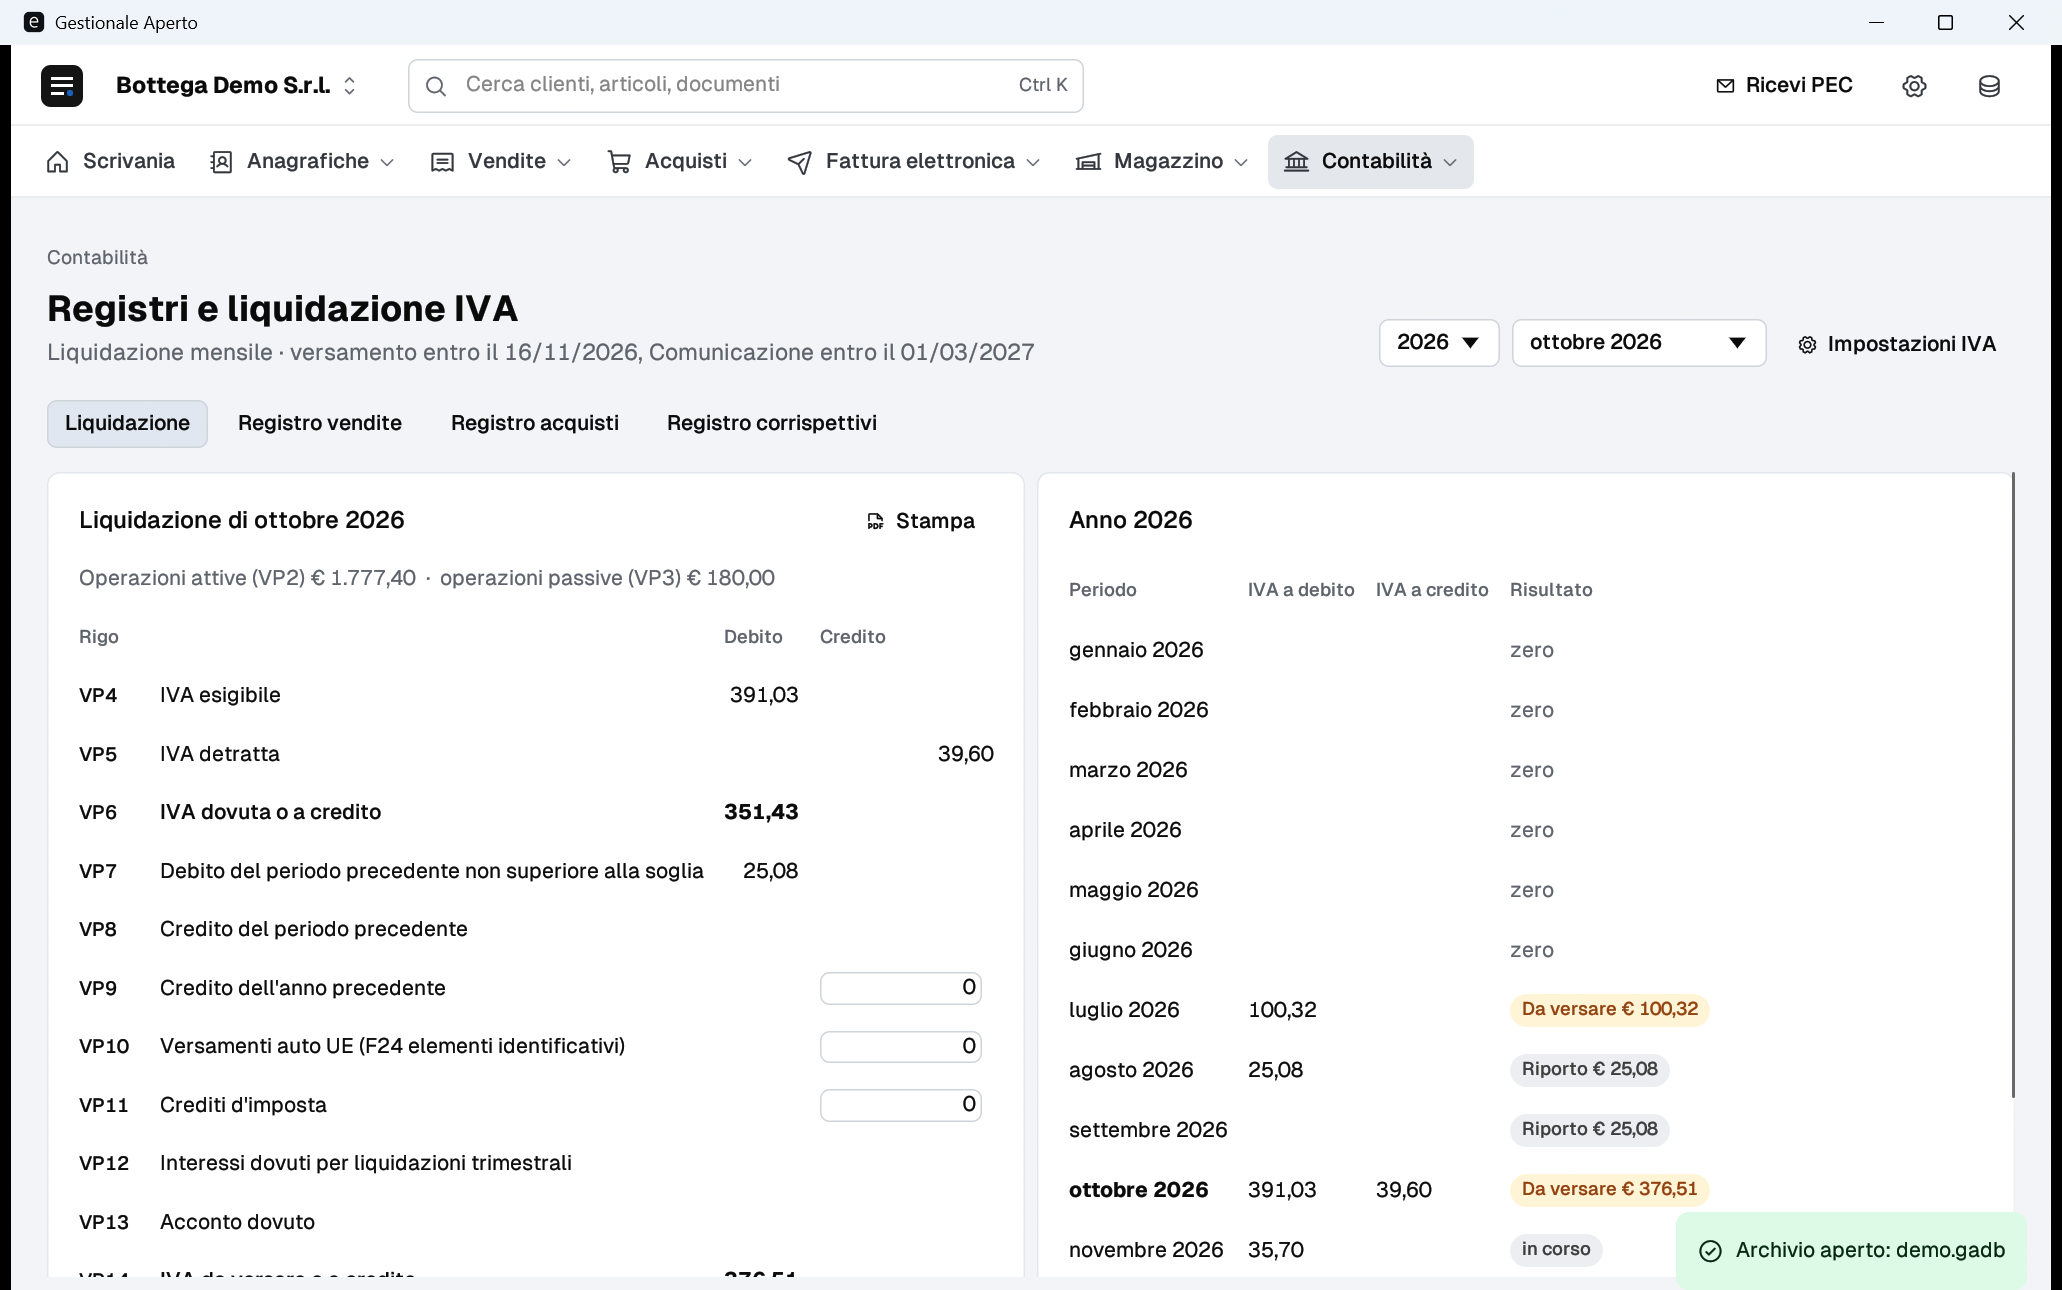 Gestionale Aperto
Bottega Demo S.r.l.
Cerca clienti, articoli, documenti
Ctrl K
Ricevi PEC
Scrivania
Anagrafiche
Vendite
Acquisti
Fattura elettronica
Magazzino
Contabilità
Contabilità
Registri e liquidazione IVA
Liquidazione mensile · versamento entro il 16/11/2026, Comunicazione entro il 01/03/2027
2026
ottobre 2026
Impostazioni IVA
Liquidazione
Registro vendite
Registro acquisti
Registro corrispettivi
Liquidazione di ottobre 2026
PDF Stampa
Operazioni attive (VP2) € 1.777,40 · operazioni passive (VP3) € 180,00
Rigo Debito Credito
VP4 IVA esigibile 391,03
VP5 IVA detratta 39,60
VP6 IVA dovuta o a credito 351,43
VP7 Debito del periodo precedente non superiore alla soglia 25,08
VP8 Credito del periodo precedente
VP9 Credito dell'anno precedente 0
VP10 Versamenti auto UE (F24 elementi identificativi) 0
VP11 Crediti d'imposta 0
VP12 Interessi dovuti per liquidazioni trimestrali
VP13 Acconto dovuto
VP14 IVA da versare o a credito 376,51
Anno 2026
Periodo IVA a debito IVA a credito Risultato
gennaio 2026 zero
febbraio 2026 zero
marzo 2026 zero
aprile 2026 zero
maggio 2026 zero
giugno 2026 zero
luglio 2026 100,32 Da versare € 100,32
agosto 2026 25,08 Riporto € 25,08
settembre 2026 Riporto € 25,08
ottobre 2026 391,03 39,60 Da versare € 376,51
novembre 2026 35,70 in corso
Archivio aperto: demo.gadb